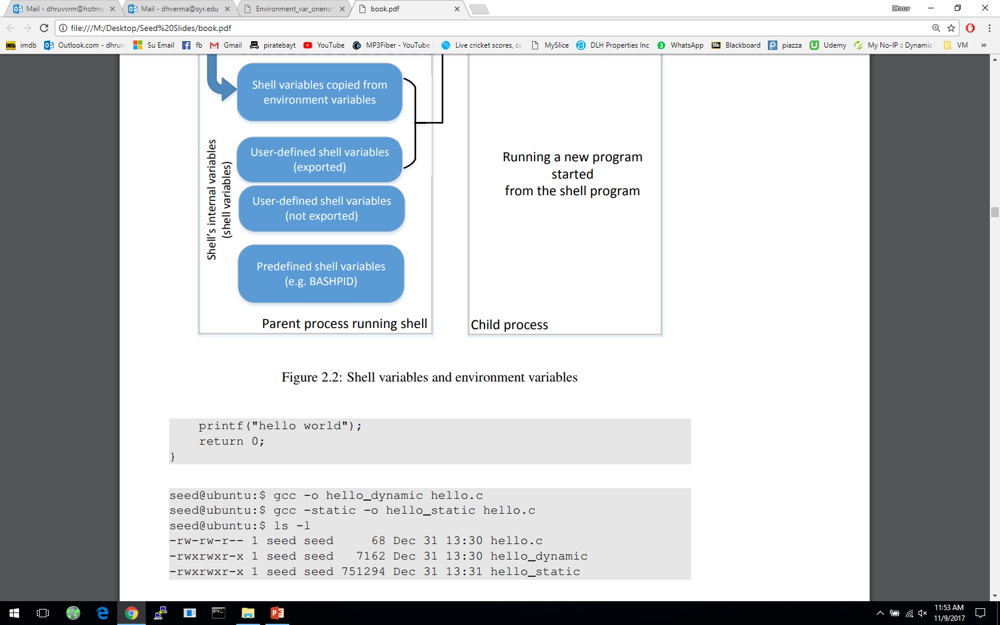 Mail - dhruvvrm@hotma
Mail - dhverma@syr.edu
Environment_var_onenot
book.pdf
Dhruv
file:///M:/Desktop/Seed%20Slides/book.pdf
IMDb imdb
Outlook.com - dhruv
Su Email
fb
Gmail
piratebayt
YouTube
MP3Fiber - YouTube
Live cricket scores, co
MySlice
DLH Properties Inc
3 WhatsApp
Bb Blackboard
piazza
Udemy
My No-IP :: Dynamic
VM
»
Shell variables copied from
environment variables
User-defined shell variables
(exported)
User-defined shell variables
(not exported)
Predefined shell variables
(e.g. BASHPID)
Shell's internal variables
(shell variables)
Parent process running shell
Running a new program
started
from the shell program
Child process
Figure 2.2: Shell variables and environment variables
printf("hello world");
return 0;
}
seed@ubuntu:$ gcc -o hello_dynamic hello.c
seed@ubuntu:$ gcc -static -o hello_static hello.c
seed@ubuntu:$ ls -l
-rw-rw-r-- 1 seed seed     68 Dec 31 13:30 hello.c
-rwxrwxr-x 1 seed seed   7162 Dec 31 13:30 hello_dynamic
-rwxrwxr-x 1 seed seed 751294 Dec 31 13:31 hello_static
11:53 AM
11/9/2017